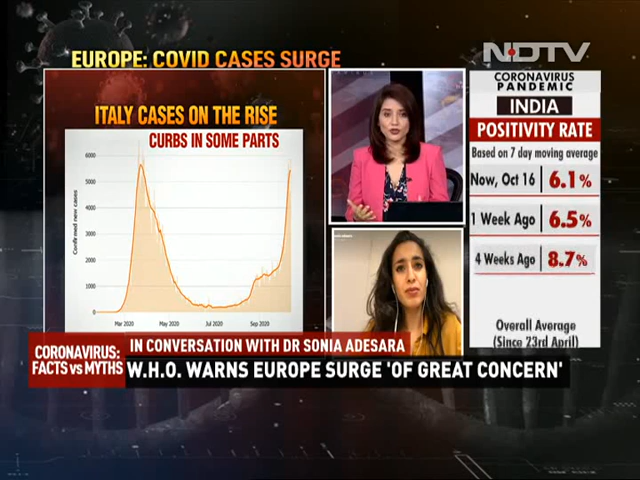 EUROPE: COVID CASES SURGE
NDTV
ITALY CASES ON THE RISE
CURBS IN SOME PARTS
6000
5000
4000
3000
2000
1000
0
Confirmed new cases
Mar 2020
May 2020
Jul 2020
Sep 2020
CORONAVIRUS
PANDEMIC
INDIA
POSITIVITY RATE
Based on 7 day moving average
Now, Oct 16 6.1%
1 Week Ago 6.5%
4 Weeks Ago 8.7%
Overall Average
(Since 23rd April)
CORONAVIRUS:
FACTS vs MYTHS
IN CONVERSATION WITH DR SONIA ADESARA
W.H.O. WARNS EUROPE SURGE 'OF GREAT CONCERN'